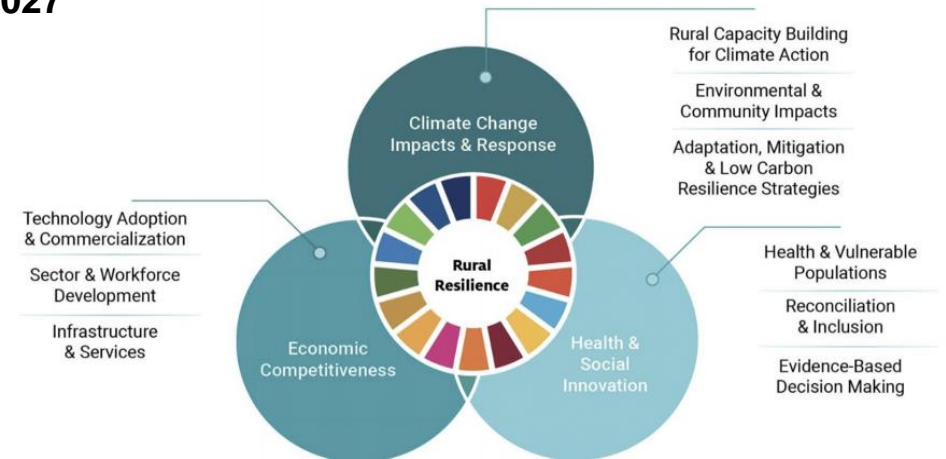 027
Rural Capacity Building
for Climate Action
Environmental &
Community Impacts
Adaptation, Mitigation
& Low Carbon
Resilience Strategies
Climate Change
Impacts & Response
Technology Adoption
& Commercialization
Sector & Workforce
Development
Infrastructure
& Services
Rural
Resilience
Health & Vulnerable
Populations
Reconciliation
& Inclusion
Evidence-Based
Decision Making
Economic
Competitiveness
Health &
Social
Innovation